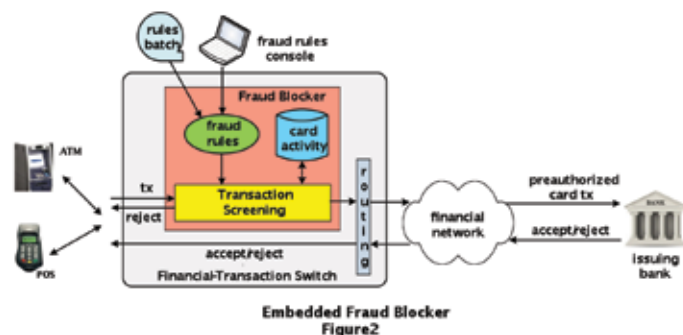 rules
batch
fraud rules
console
Fraud Blocker
fraud
rules
card
activity
ATM
tx
reject
Transaction
Screening
routing
financial
network
preauthorized
card tx
BANK
accept/reject
issuing
bank
POS
accept/reject
Financial-Transaction Switch
Embedded Fraud Blocker
Figure2